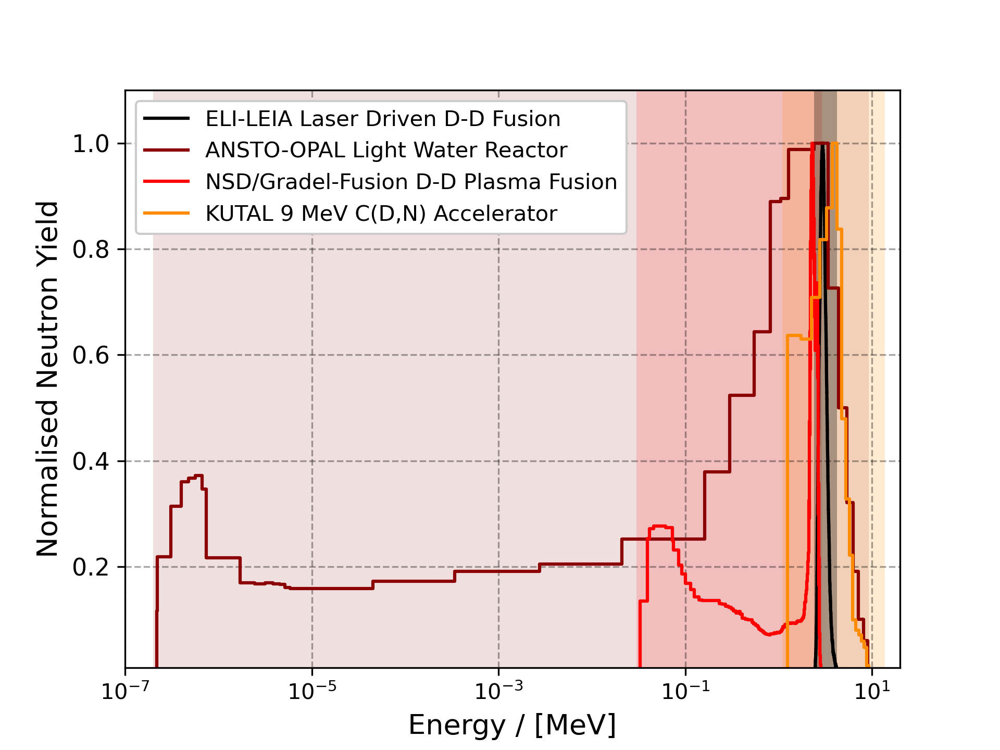 ELI-LEIA Laser Driven D-D Fusion
ANSTO-OPAL Light Water Reactor
NSD/Gradel-Fusion D-D Plasma Fusion
KUTAL 9 MeV C(D,N) Accelerator
Normalised Neutron Yield
1.0
0.8
0.6
0.4
0.2
10⁻⁷ 10⁻⁵ 10⁻³ 10⁻¹ 10¹
Energy / [MeV]